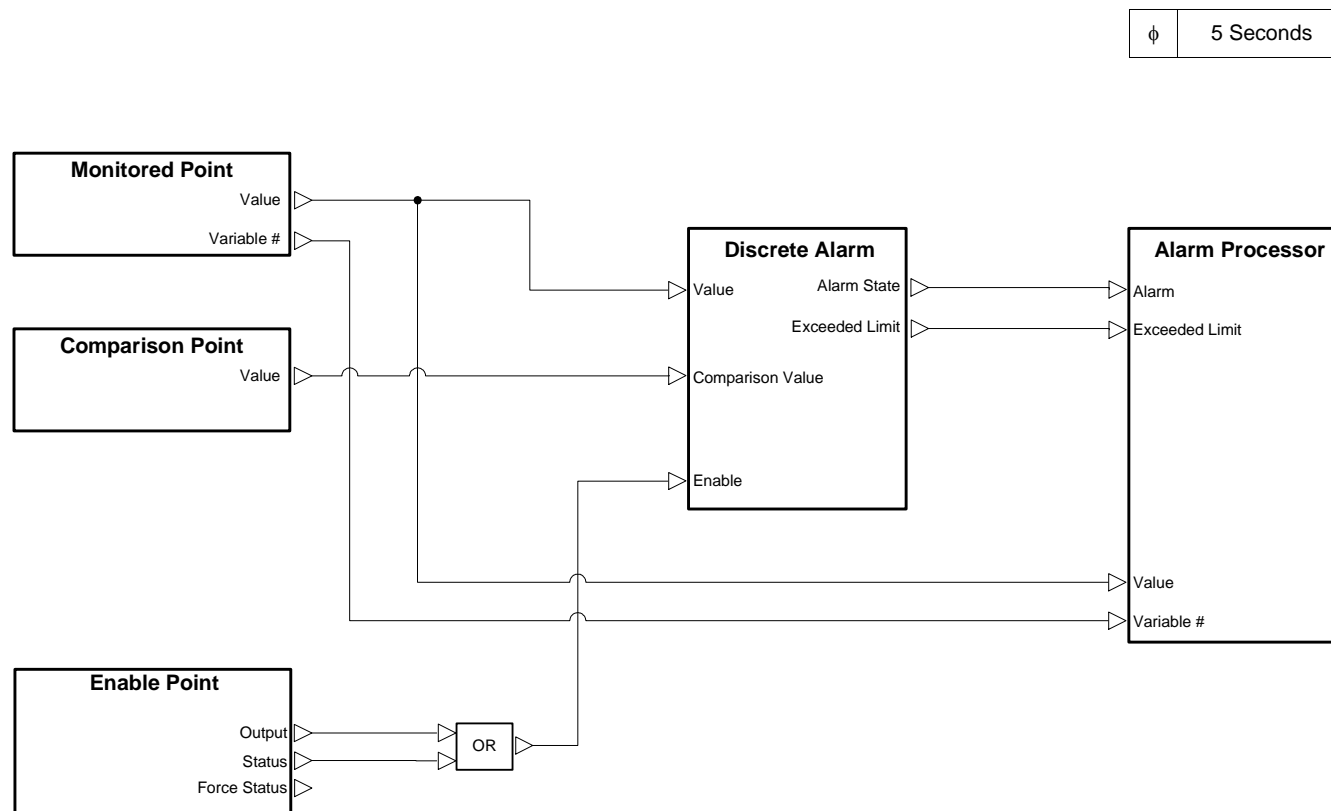 ϕ 5 Seconds
Monitored Point
Value
Variable #
Comparison Point
Value
Discrete Alarm
Value
Alarm State
Exceeded Limit
Comparison Value
Enable
Alarm Processor
Alarm
Exceeded Limit
Value
Variable #
Enable Point
Output
Status
Force Status
OR